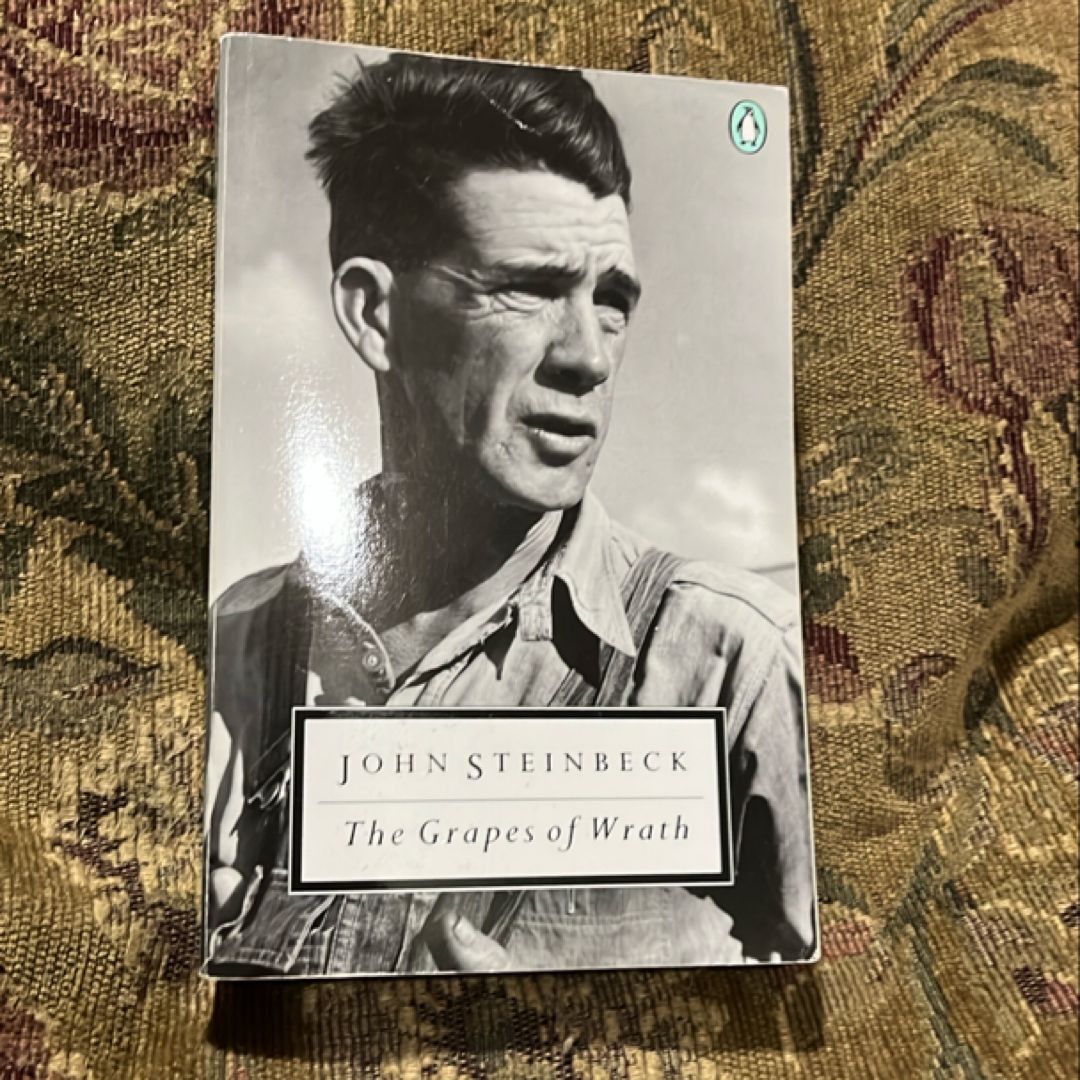 JOHN STEINBECK
The Grapes of Wrath